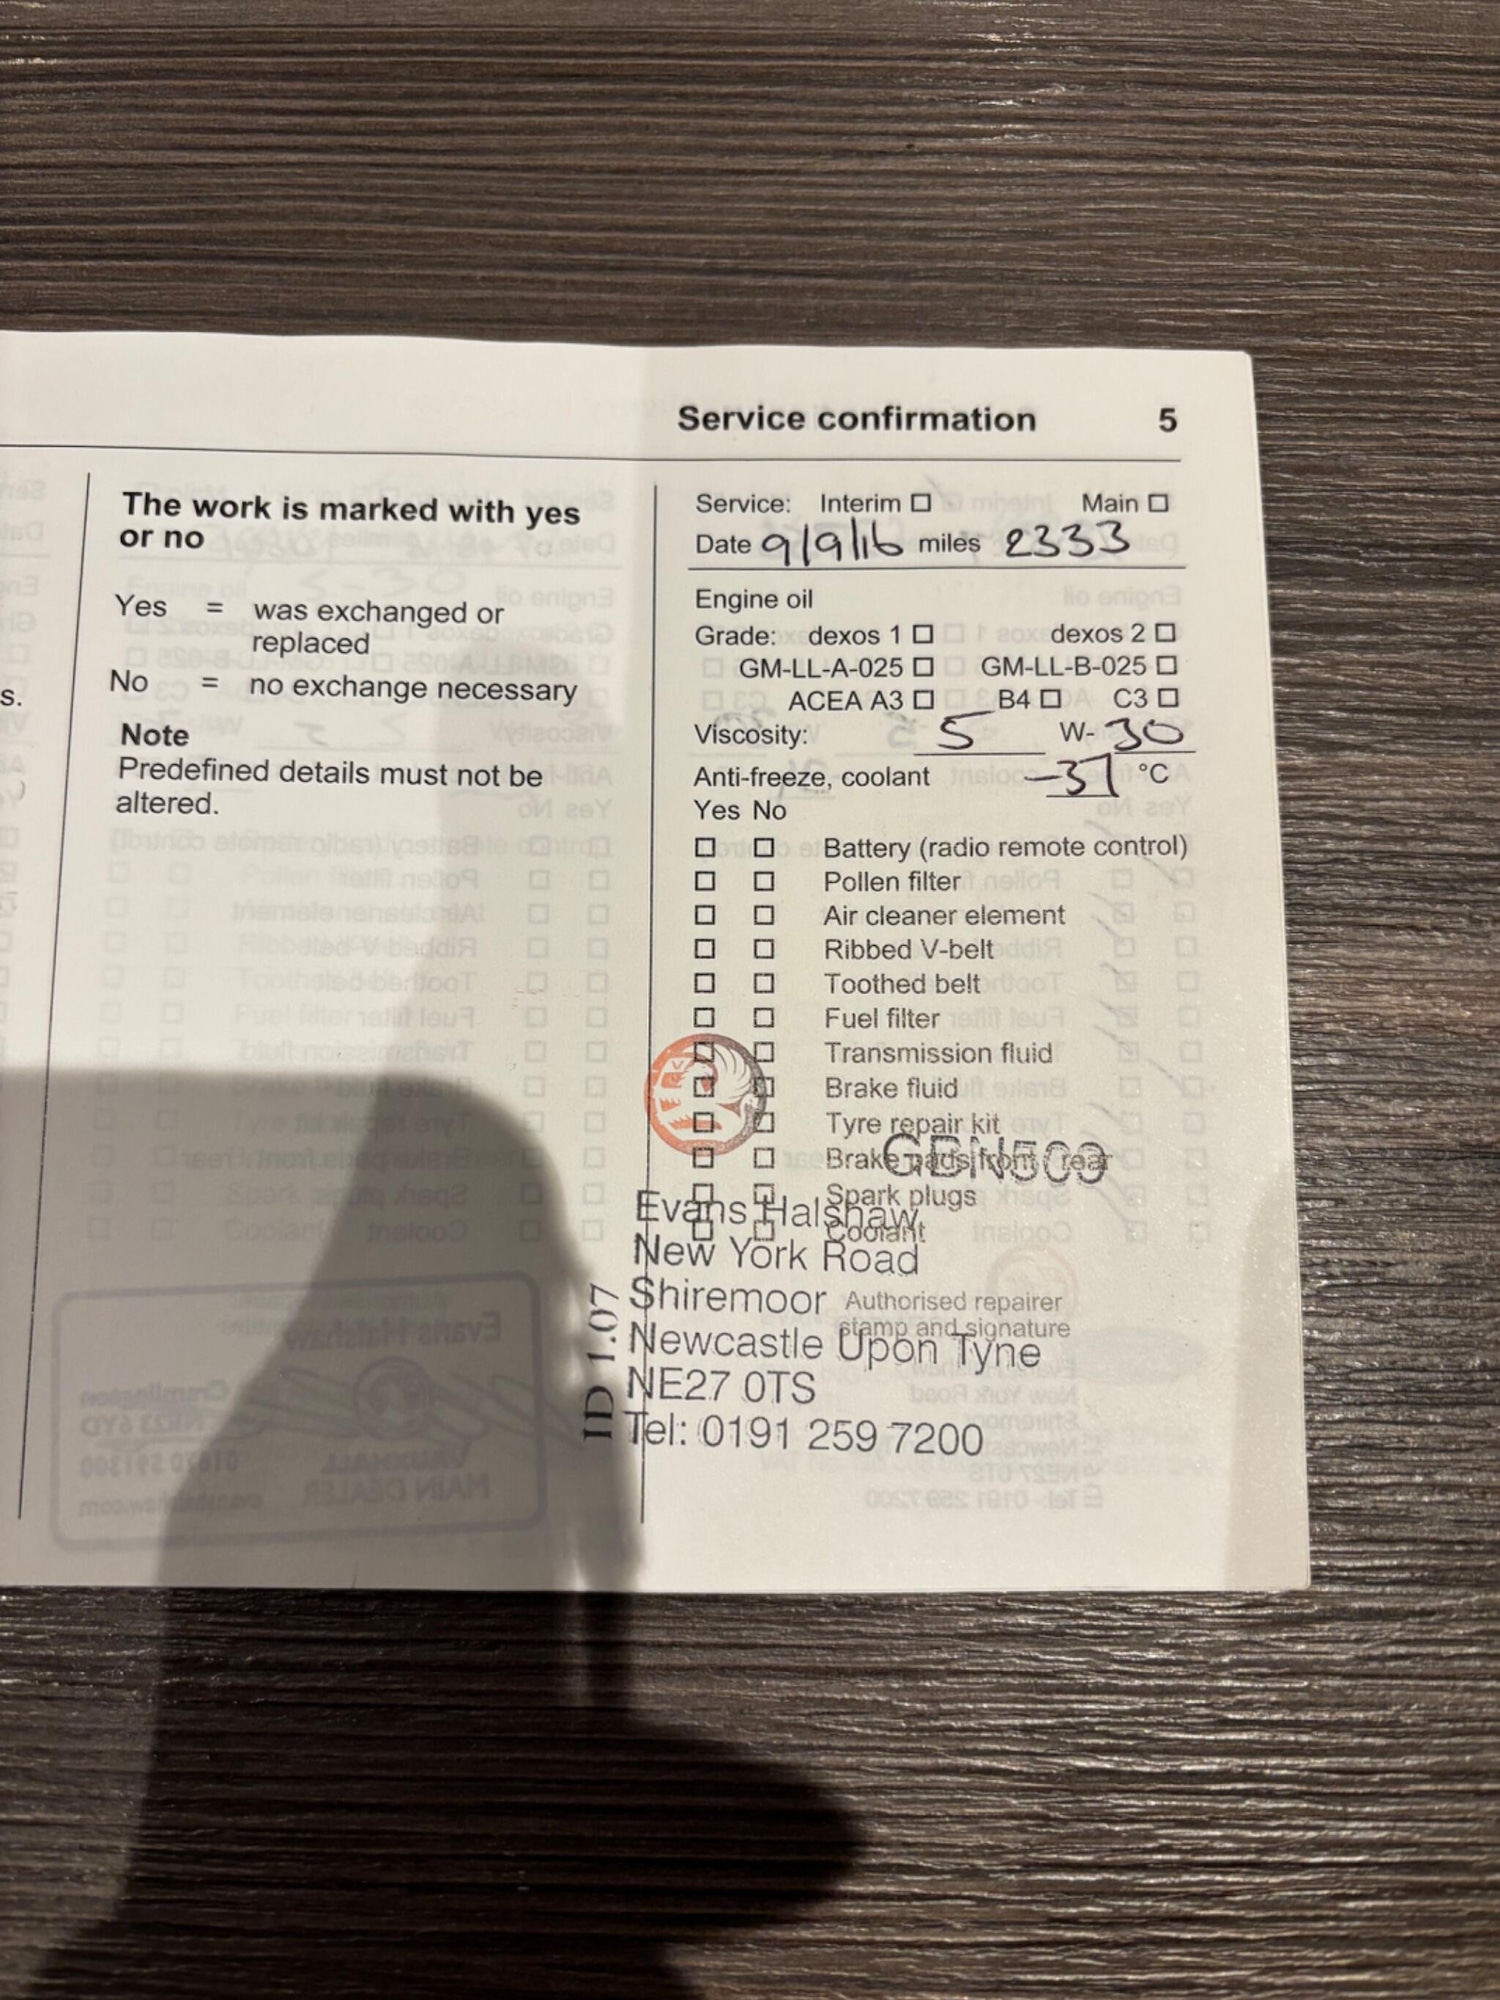 Service confirmation 5
s.
The work is marked with yes
or no
Yes = was exchanged or
replaced
No = no exchange necessary
Note
Predefined details must not be
altered.
Service: Interim ☐ Main ☐
Date 9/9/16 miles 2333
Engine oil
Grade: dexos 1 ☐ dexos 2 ☐
GM-LL-A-025 ☐ GM-LL-B-025 ☐
ACEA A3 ☐ B4 ☐ C3 ☐
Viscosity: 5 W-30
Anti-freeze, coolant -37 °C
Yes No
☐ ☐ Battery (radio remote control)
☐ ☐ Pollen filter
☐ ☐ Air cleaner element
☐ ☐ Ribbed V-belt
☐ ☐ Toothed belt
☐ ☐ Fuel filter
☐ ☐ Transmission fluid
☐ ☐ Brake fluid
☐ ☐ Tyre repair kit
GBN509
☐ ☐ Brake pads front / rear
☐ ☐ Spark plugs
☐ ☐ Coolant
Authorised repairer
stamp and signature
Evans Halshaw
New York Road
Shiremoor
Newcastle Upon Tyne
NE27 0TS
Tel: 0191 259 7200
ID 1.07